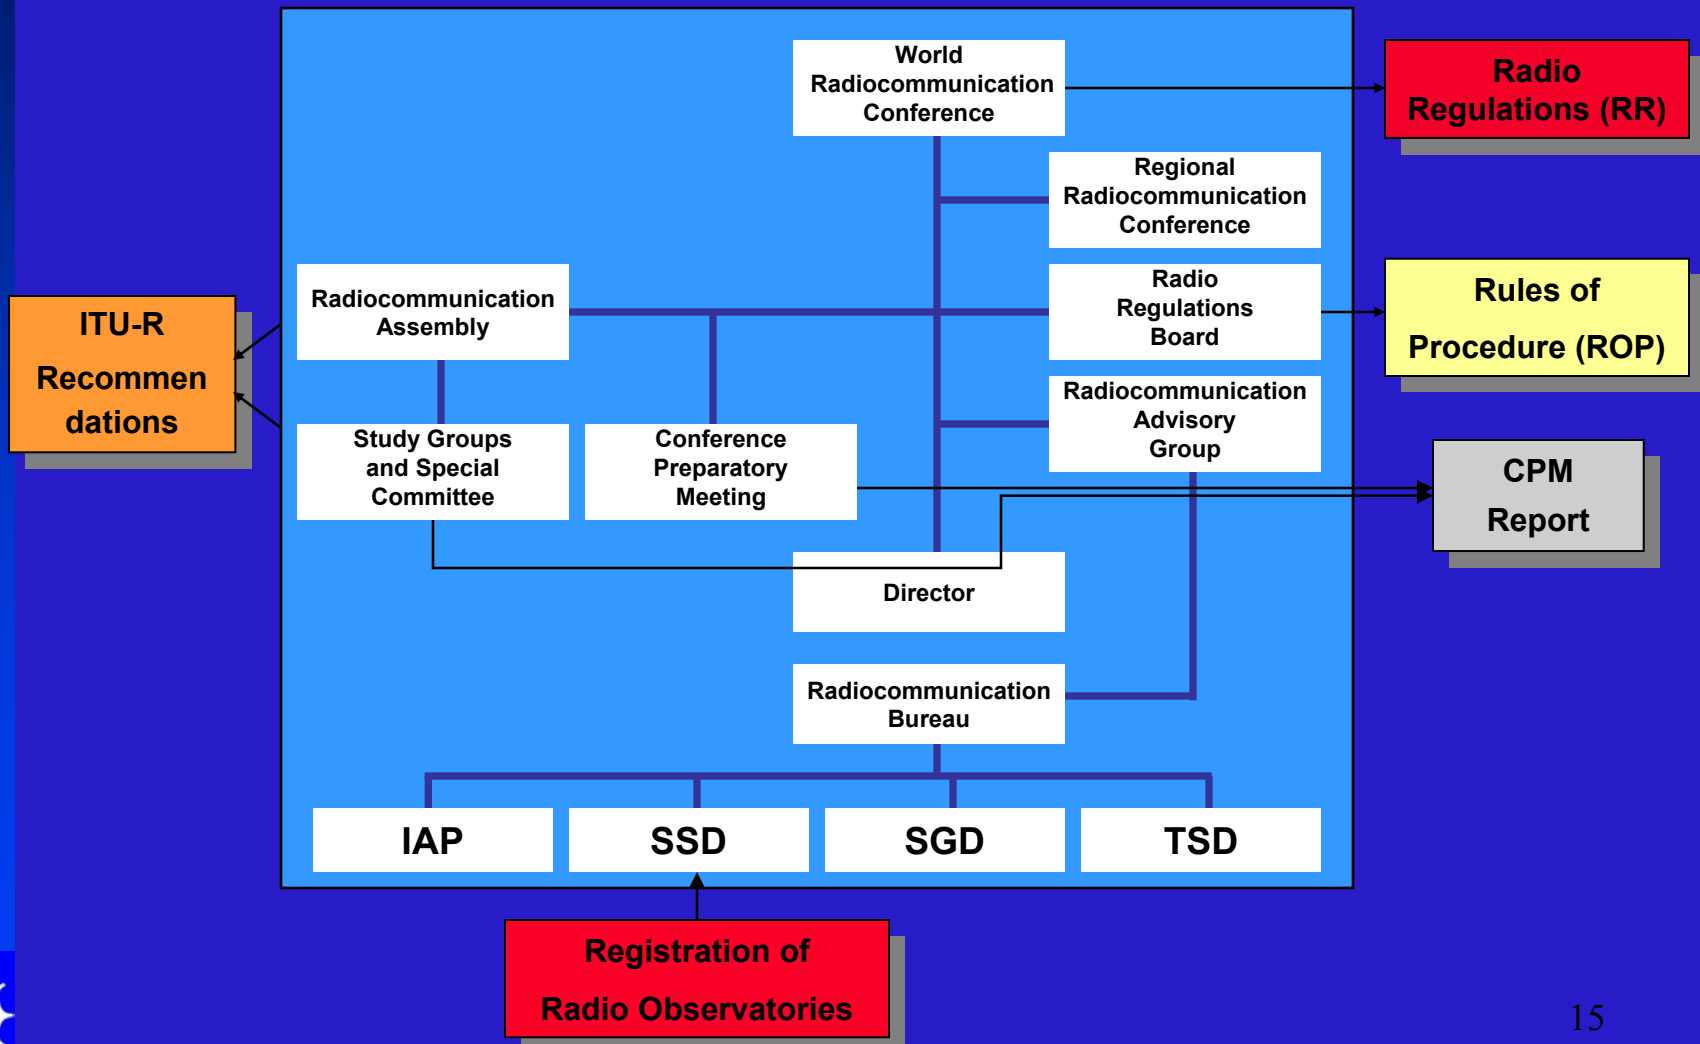 World
Radiocommunication
Conference
Radio
Regulations (RR)
Regional
Radiocommunication
Conference
Radiocommunication
Assembly
Radio
Regulations
Board
Rules of
Procedure (ROP)
ITU-R
Recommen
dations
Radiocommunication
Advisory
Group
Study Groups
and Special
Committee
Conference
Preparatory
Meeting
CPM
Report
Director
Radiocommunication
Bureau
IAP
SSD
SGD
TSD
Registration of
Radio Observatories
15